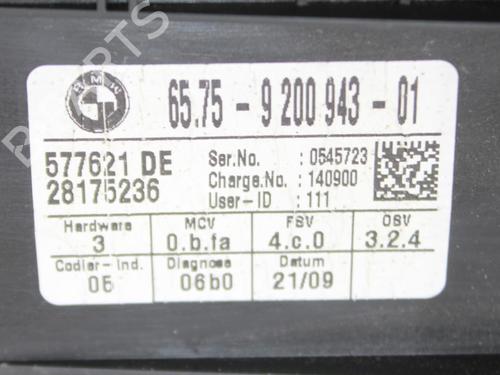 BMW
65.75 - 9 200 943 - 01
577621 DE
28175236
Ser.No. : 0545723
Charge.No. : 140900
User-ID : 111
Hardware MCV FSV OSV
3 0.b.fa 4.c.0 3.2.4
Codier-Ind. Diagnose Datum
05 06b0 21/09
PARTS